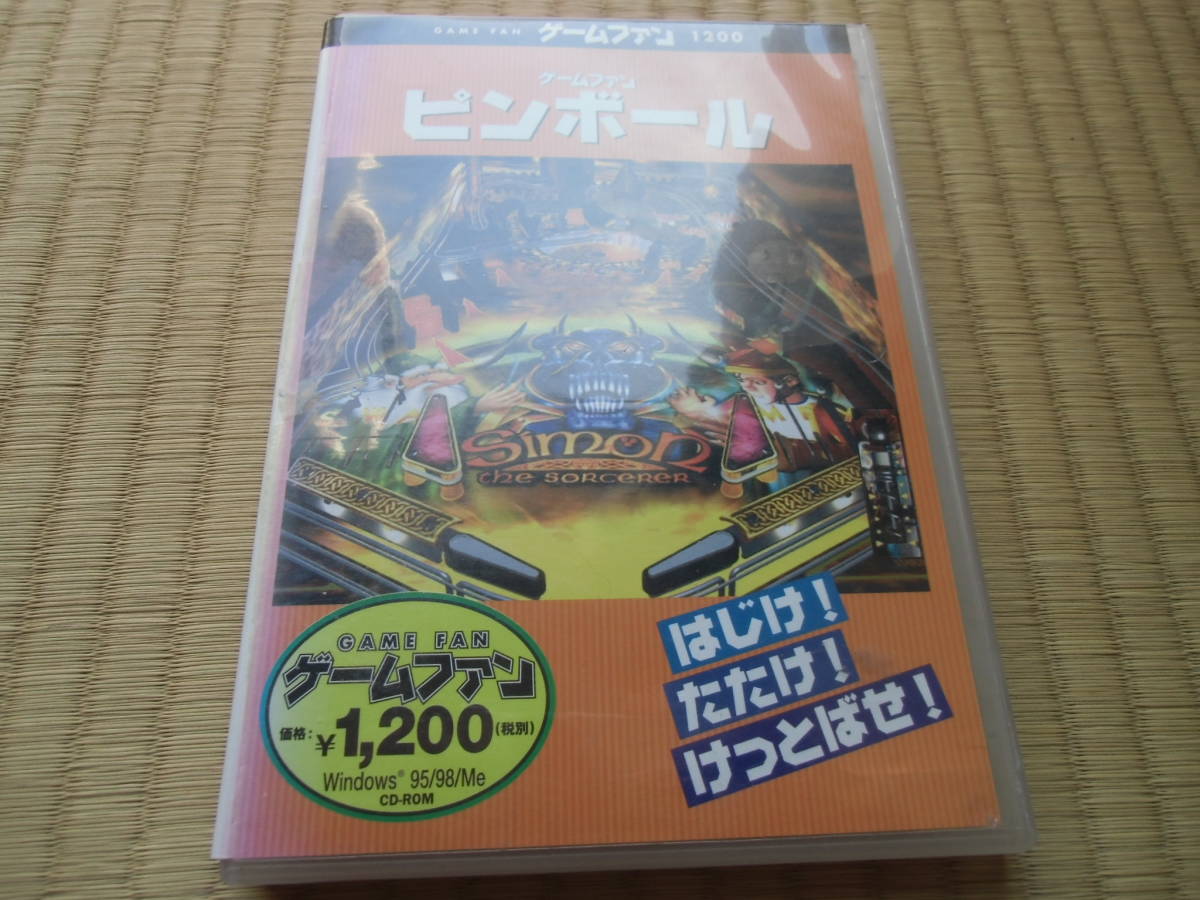 GAME FAN ゲームファン 1200
ゲームファン
ピンボール
Simon
the SORCERER
はじけ!
たたけ!
けっとばせ!
GAME FAN
ゲームファン
価格:¥1,200(税別)
Windows® 95/98/Me
CD-ROM